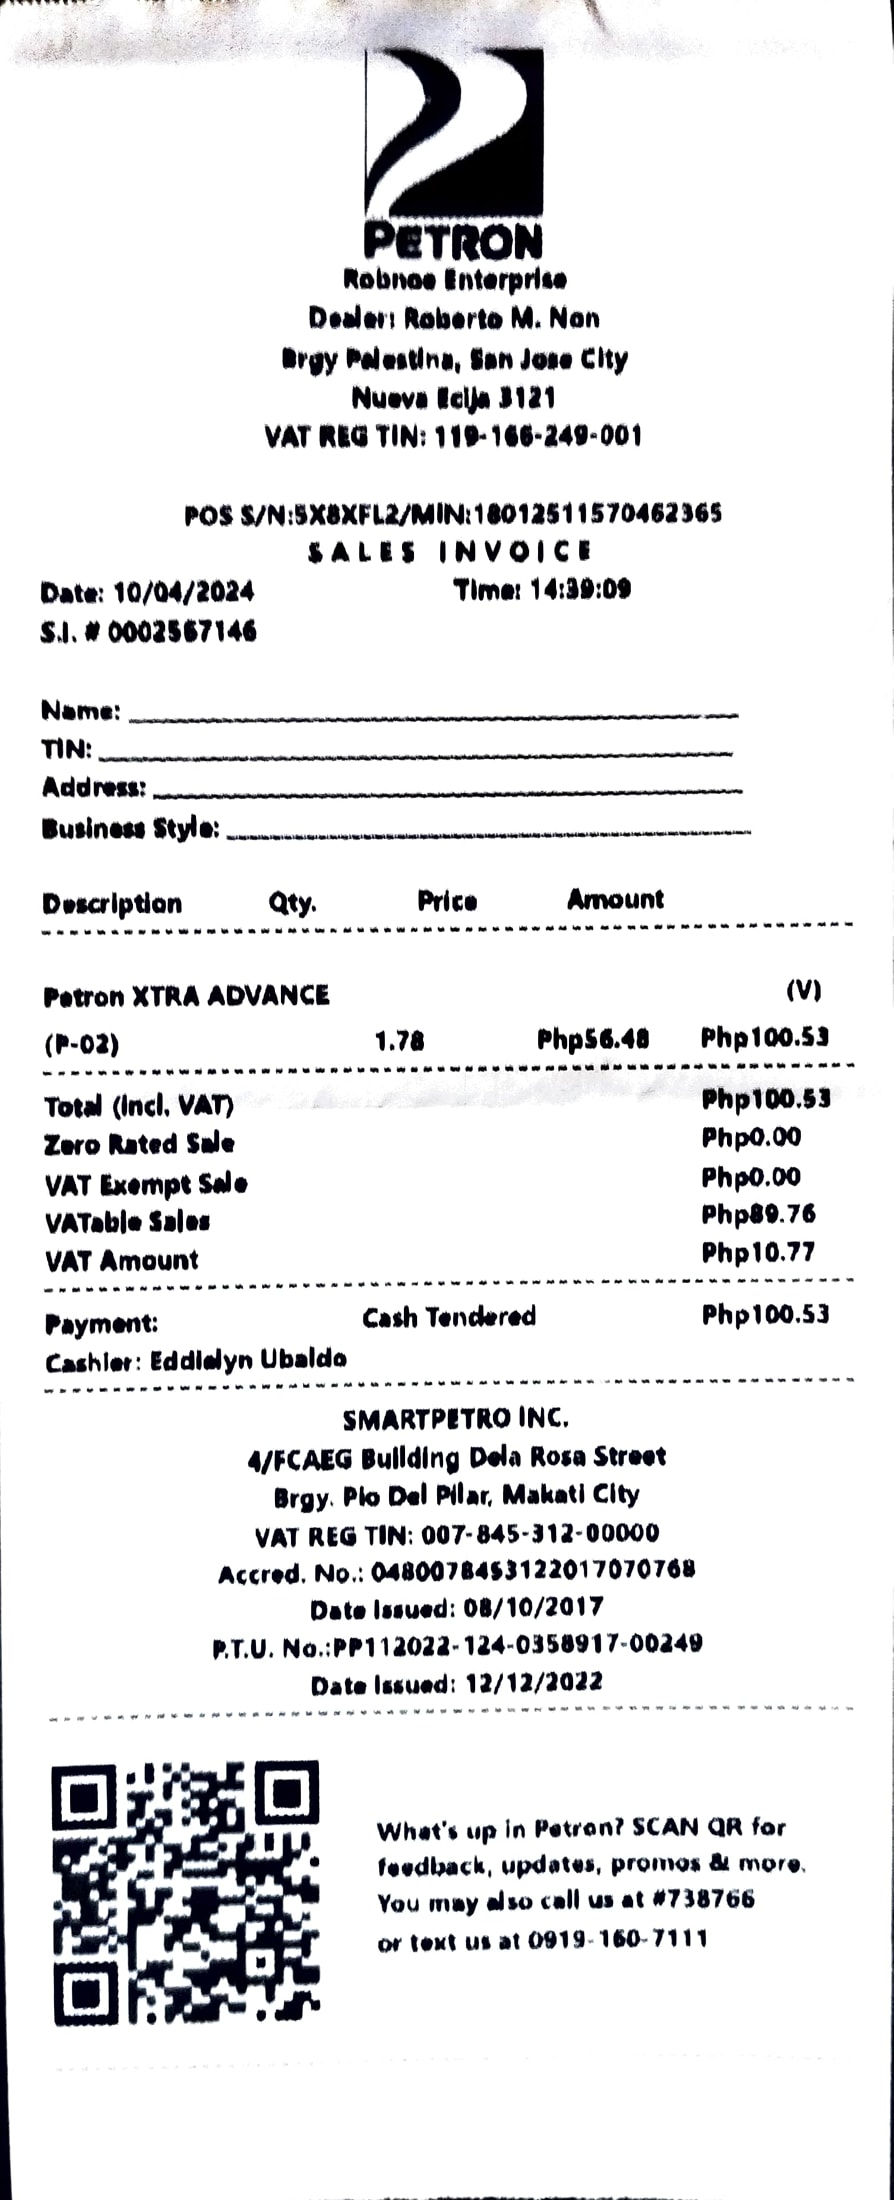 PETRON
Robnoe Enterprise
Dealer: Roberto M. Non
Brgy Palestina, San Jose City
Nueva Ecija 3121
VAT REG TIN: 119-166-249-001
POS S/N:5X8XFL2/MIN:18012511570462365
SALES INVOICE
Date: 10/04/2024 Time: 14:39:09
S.I. # 0002567146
Name:
TIN:
Address:
Business Style:
Description Qty. Price Amount
Petron XTRA ADVANCE (V)
(P-02) 1.78 Php56.48 Php100.53
Total (Incl. VAT) Php100.53
Zero Rated Sale Php0.00
VAT Exempt Sale Php0.00
VATable Sales Php89.76
VAT Amount Php10.77
Payment: Cash Tendered Php100.53
Cashier: Eddielyn Ubaldo
SMARTPETRO INC.
4/FCAEG Building Dela Rosa Street
Brgy. Pio Del Pilar, Makati City
VAT REG TIN: 007-845-312-00000
Accred. No.: 0480078453122017070768
Date Issued: 08/10/2017
P.T.U. No.:PP112022-124-0358917-00249
Date Issued: 12/12/2022
What's up in Petron? SCAN QR for
feedback, updates, promos & more.
You may also call us at #738766
or text us at 0919-160-7111